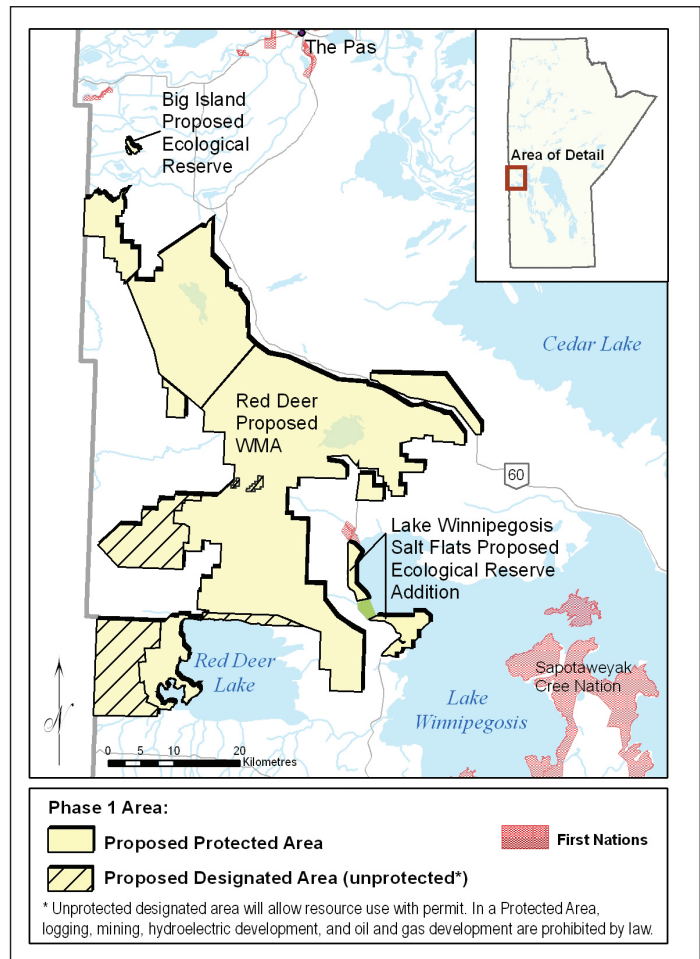 The Pas
Big Island
Proposed
Ecological
Reserve
Area of Detail
Cedar Lake
Red Deer
Proposed
WMA
60
Lake Winnipegosis
Salt Flats Proposed
Ecological Reserve
Addition
Red Deer
Lake
Sapotaweyak
Cree Nation
Lake
Winnipegosis
N
0 5 10 20
Kilometres
Phase 1 Area:
Proposed Protected Area
First Nations
Proposed Designated Area (unprotected*)
* Unprotected designated area will allow resource use with permit. In a Protected Area,
logging, mining, hydroelectric development, and oil and gas development are prohibited by law.